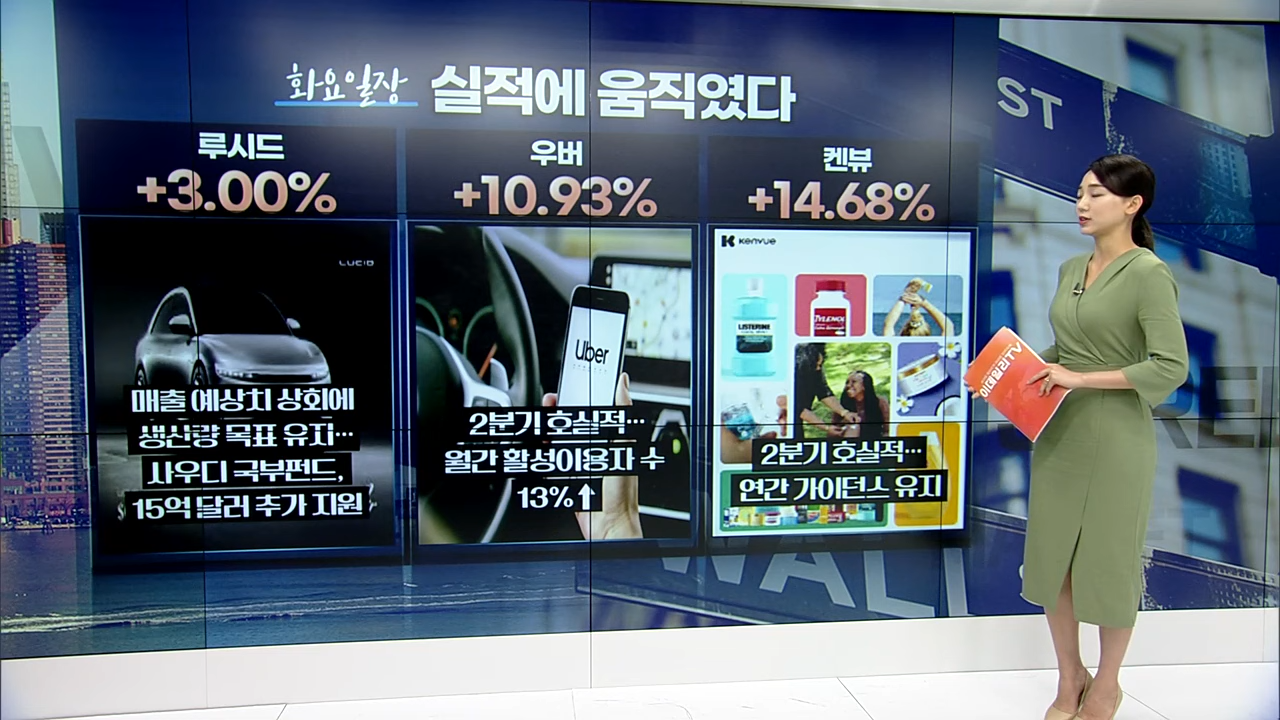 화요일장 실적에 움직였다
루시드
+3.00%
LUCID
매출 예상치 상회에
생산량 목표 유지…
사우디 국부펀드,
15억 달러 추가 지원
우버
+10.93%
Uber
2분기 호실적…
월간 활성이용자 수
13%↑
켄뷰
+14.68%
kenvue
LISTERINE
TYLENOL
2분기 호실적…
연간 가이던스 유지
ST
WALL
이데일리TV